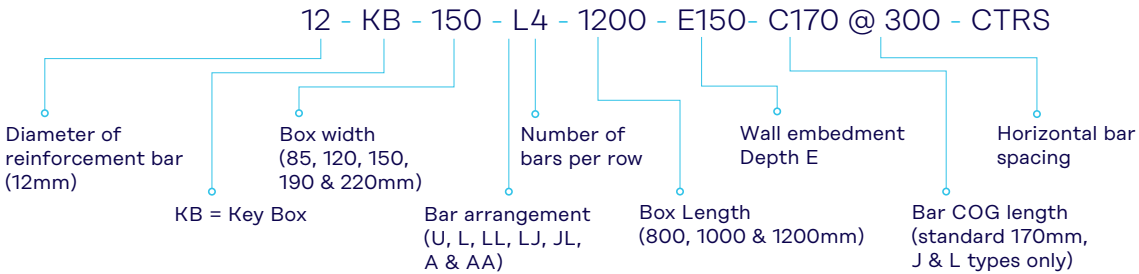 12 - KB - 150 - L4 - 1200 - E150 - C170 @ 300 - CTRS
Diameter of
reinforcement bar
(12mm)
KB = Key Box
Box width
(85, 120, 150,
190 & 220mm)
Bar arrangement
(U, L, LL, LJ, JL,
A & AA)
Number of
bars per row
Box Length
(800, 1000 & 1200mm)
Wall embedment
Depth E
Bar COG length
(standard 170mm,
J & L types only)
Horizontal bar
spacing